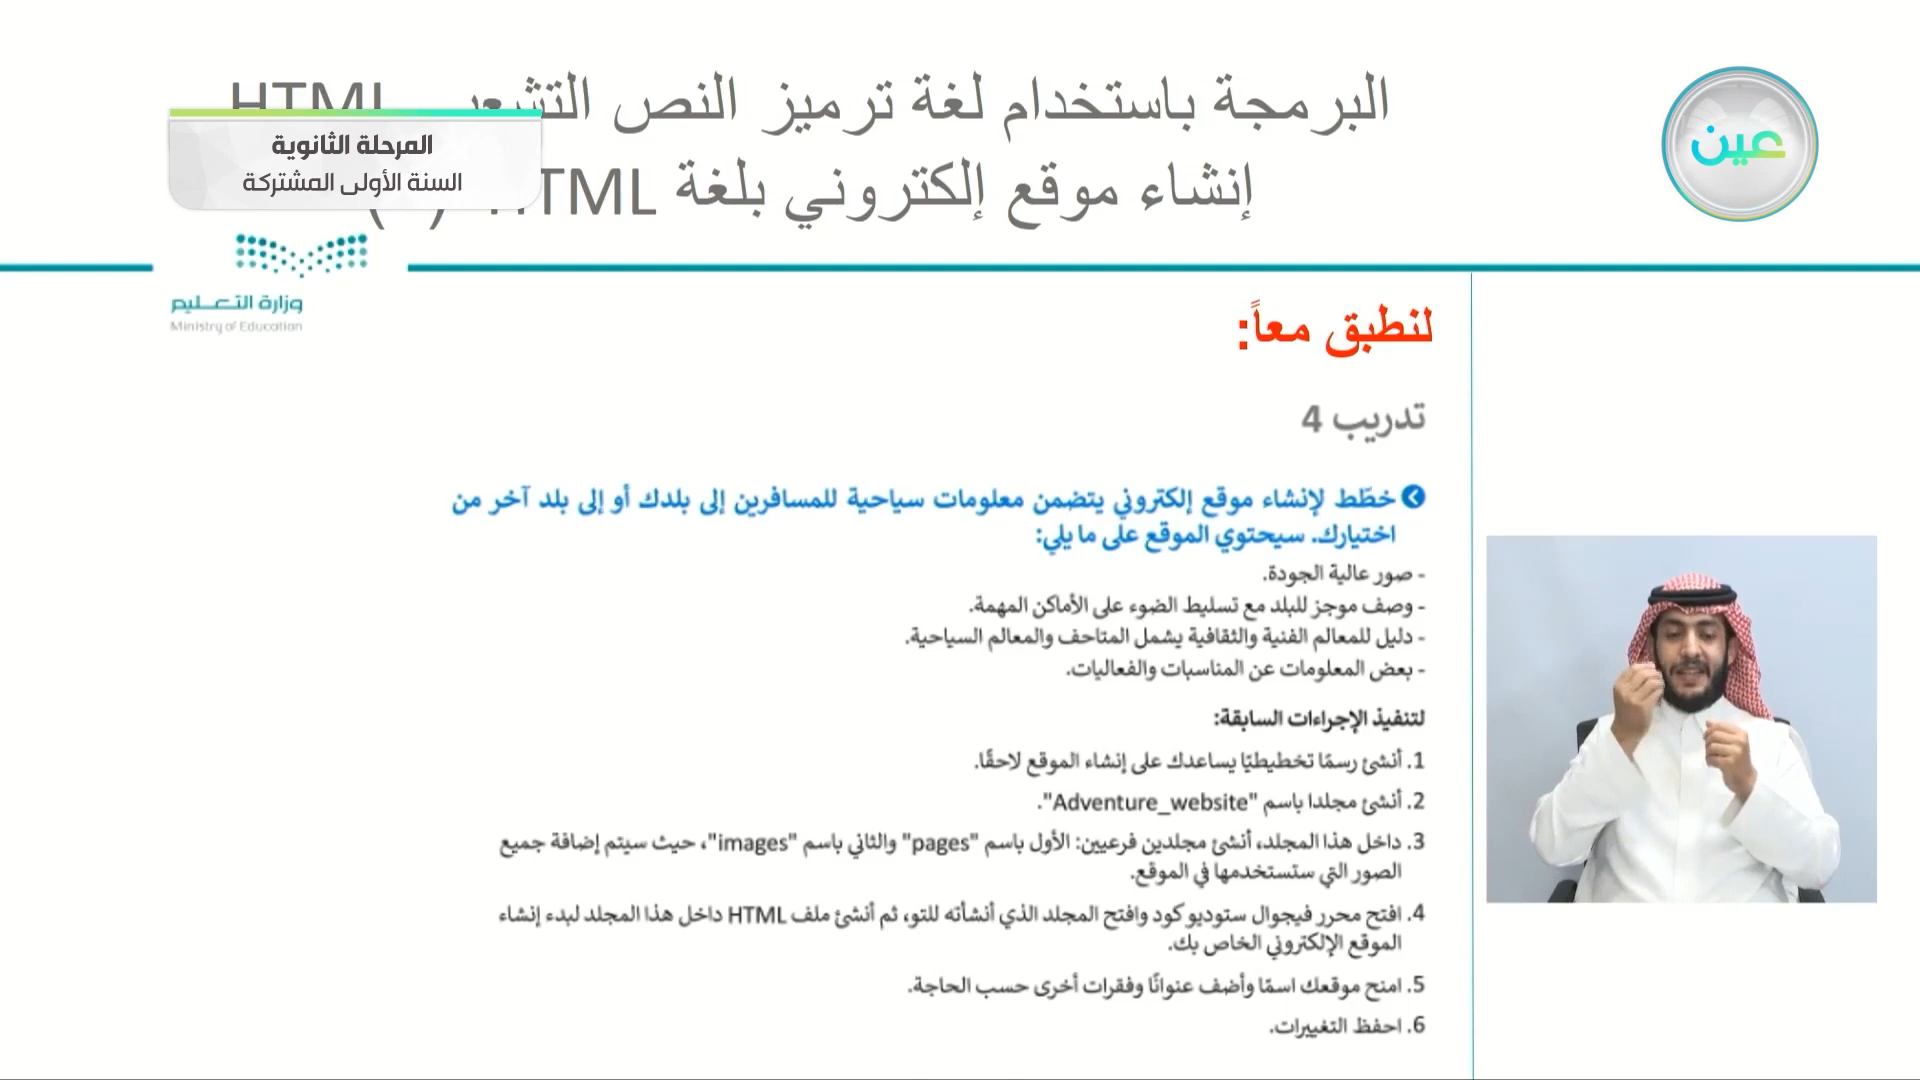 البرمجة باستخدام لغة ترميز النص التشعبي HTML
إنشاء موقع إلكتروني بلغة HTML
المرحلة الثانوية
السنة الأولى المشتركة
عين
وزارة التعليم
Ministry of Education
لنطبق معاً:
تدريب 4
خطّط لإنشاء موقع إلكتروني يتضمن معلومات سياحية للمسافرين إلى بلدك أو إلى بلد آخر من
اختيارك. سيحتوي الموقع على ما يلي:
- صور عالية الجودة.
- وصف موجز للبلد مع تسليط الضوء على الأماكن المهمة.
- دليل للمعالم الفنية والثقافية يشمل المتاحف والمعالم السياحية.
- بعض المعلومات عن المناسبات والفعاليات.
لتنفيذ الإجراءات السابقة:
1. أنشئ رسمًا تخطيطيًا يساعدك على إنشاء الموقع لاحقًا.
2. أنشئ مجلدا باسم "Adventure_website".
3. داخل هذا المجلد، أنشئ مجلدين فرعيين: الأول باسم "pages" والثاني باسم "images"، حيث سيتم إضافة جميع
الصور التي ستستخدمها في الموقع.
4. افتح محرر فيجوال ستوديو كود وافتح المجلد الذي أنشأته للتو، ثم أنشئ ملف HTML داخل هذا المجلد لبدء إنشاء
الموقع الإلكتروني الخاص بك.
5. امنح موقعك اسمًا وأضف عنوانًا وفقرات أخرى حسب الحاجة.
6. احفظ التغييرات.